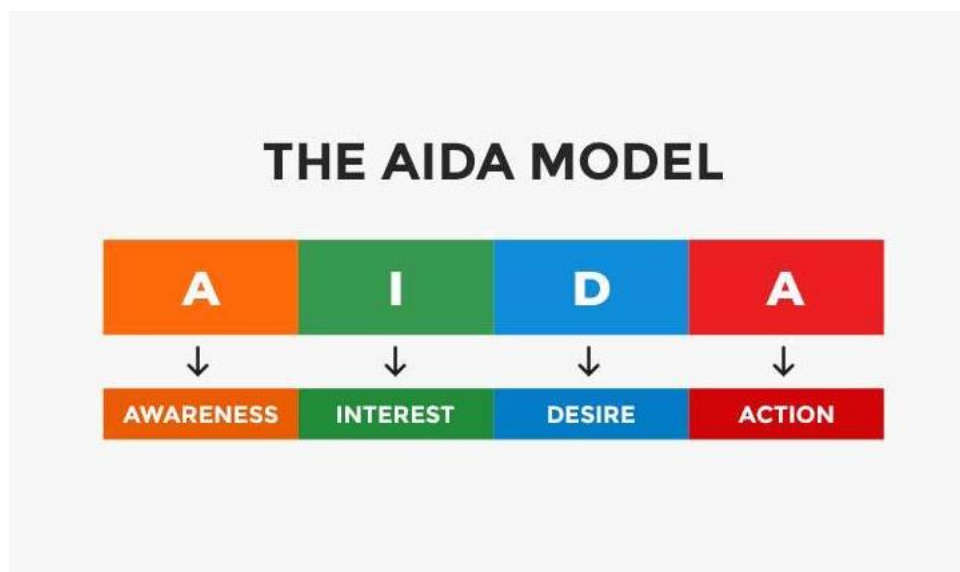 THE AIDA MODEL
A I D A
AWARENESS INTEREST DESIRE ACTION